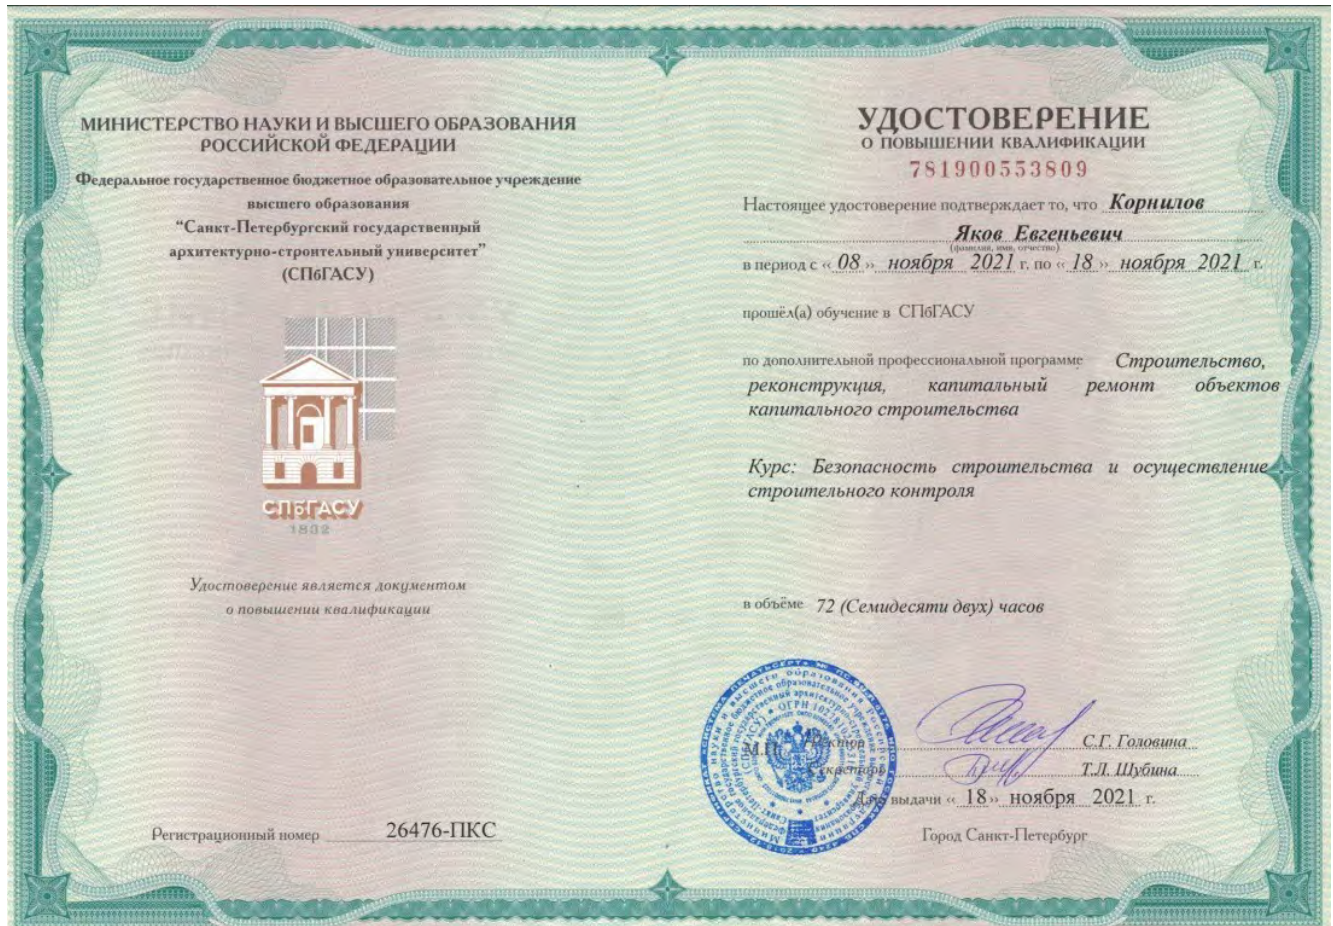 МИНИСТЕРСТВО НАУКИ И ВЫСШЕГО ОБРАЗОВАНИЯ
РОССИЙСКОЙ ФЕДЕРАЦИИ
Федеральное государственное бюджетное образовательное учреждение
высшего образования
“Санкт-Петербургский государственный
архитектурно-строительный университет”
(СПбГАСУ)
СПбГАСУ
1832
Удостоверение является документом
о повышении квалификации
Регистрационный номер 26476-ПКС
УДОСТОВЕРЕНИЕ
О ПОВЫШЕНИИ КВАЛИФИКАЦИИ
781900553809
Настоящее удостоверение подтверждает то, что Корнилов
Яков Евгеньевич
(фамилия, имя, отчество)
в период с «08» ноября 2021 г. по «18» ноября 2021 г.
прошёл(а) обучение в СПбГАСУ
по дополнительной профессиональной программе Строительство,
реконструкция, капитальный ремонт объектов
капитального строительства
Курс: Безопасность строительства и осуществление
строительного контроля
в объёме 72 (Семидесяти двух) часов
М.П. Ректор С.Г. Головина
Секретарь Т.Л. Шубина
Дата выдачи «18» ноября 2021 г.
Город Санкт-Петербург